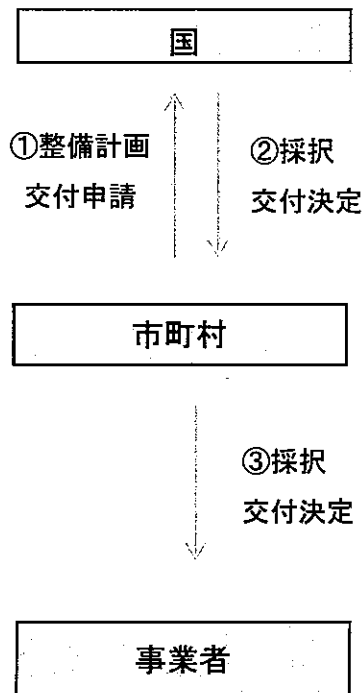 国
①整備計画
交付申請
②採択
交付決定
市町村
③採択
交付決定
事業者